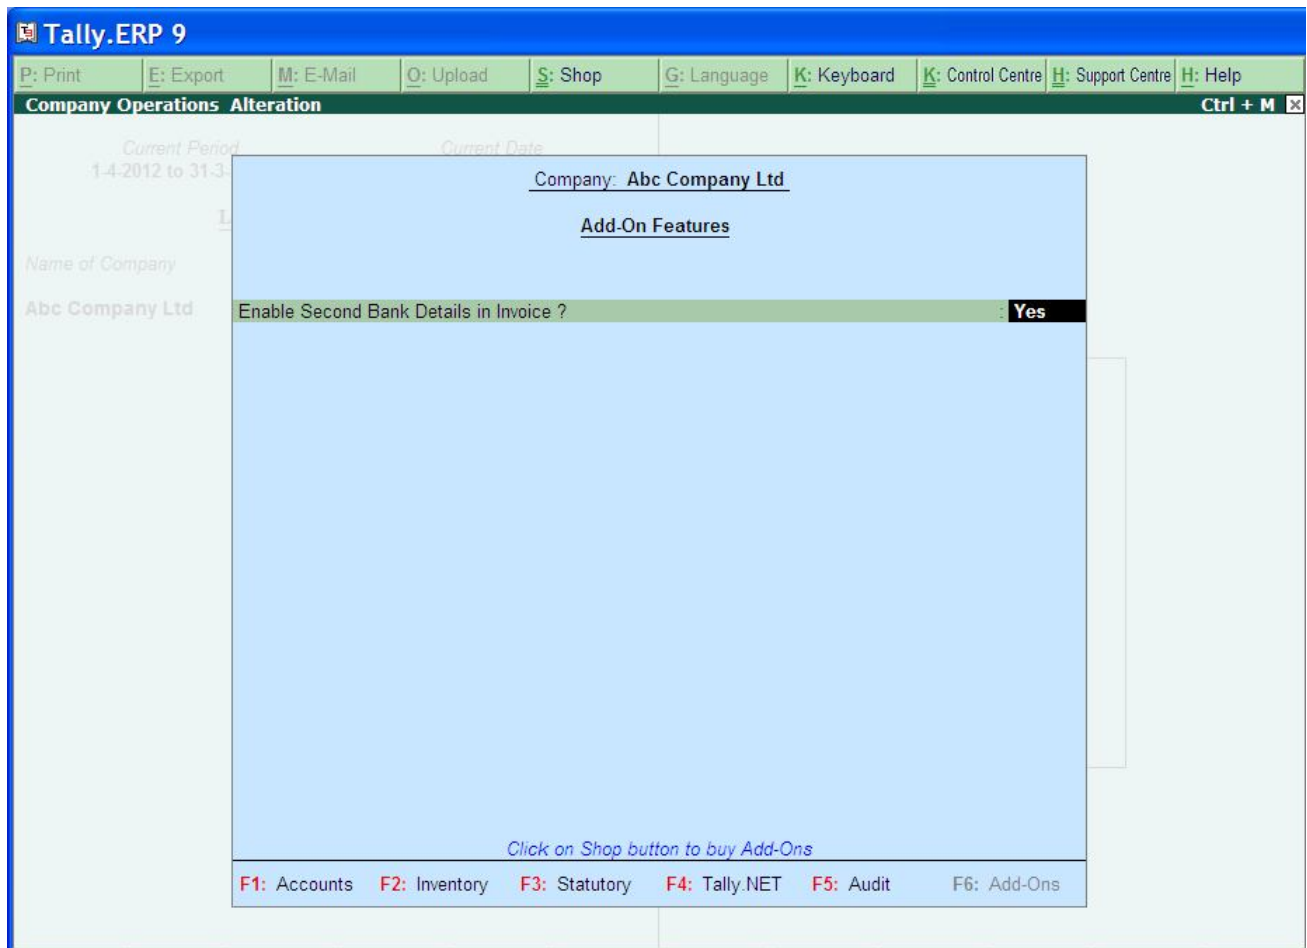 Tally.ERP 9
P: Print E: Export M: E-Mail O: Upload S: Shop G: Language K: Keyboard K: Control Centre H: Support Centre H: Help
Company Operations Alteration Ctrl + M
Current Period Current Date
1-4-2012 to 31-3-
Company: Abc Company Ltd
Add-On Features
Name of Company
Abc Company Ltd
Enable Second Bank Details in Invoice ? : Yes
Click on Shop button to buy Add-Ons
F1: Accounts F2: Inventory F3: Statutory F4: Tally.NET F5: Audit F6: Add-Ons